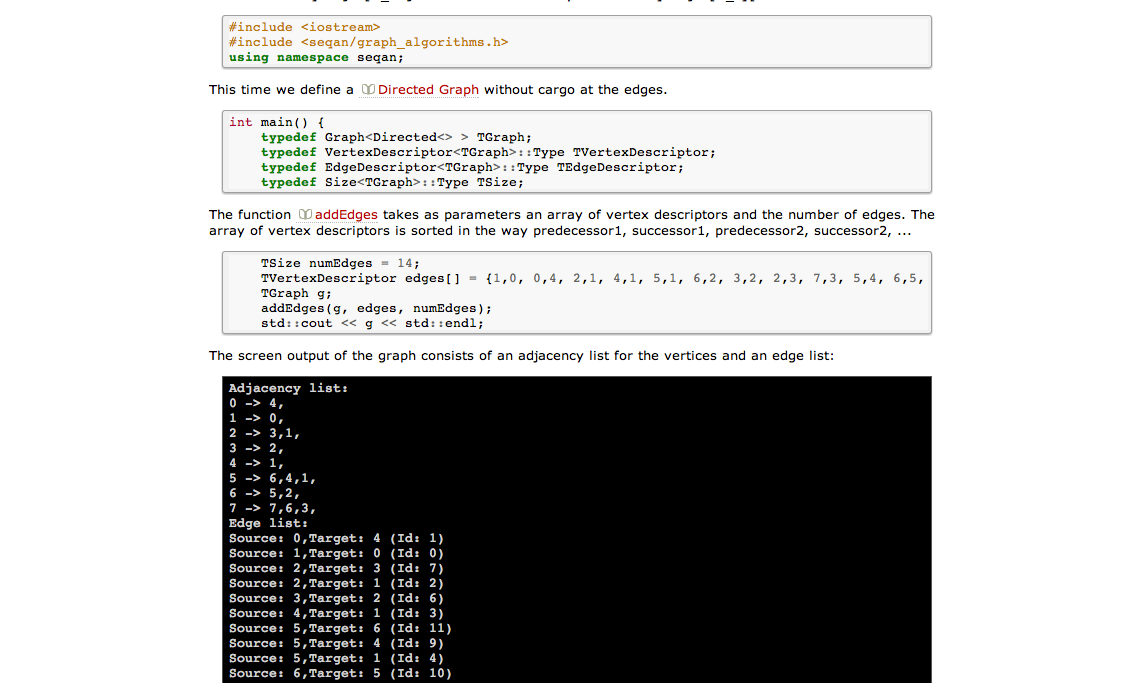 #include <iostream>
#include <seqan/graph_algorithms.h>
using namespace seqan;
This time we define a Directed Graph without cargo at the edges.
int main() {
    typedef Graph<Directed<> > TGraph;
    typedef VertexDescriptor<TGraph>::Type TVertexDescriptor;
    typedef EdgeDescriptor<TGraph>::Type TEdgeDescriptor;
    typedef Size<TGraph>::Type TSize;
The function addEdges takes as parameters an array of vertex descriptors and the number of edges. The
array of vertex descriptors is sorted in the way predecessor1, successor1, predecessor2, successor2, ...
    TSize numEdges = 14;
    TVertexDescriptor edges[] = {1,0, 0,4, 2,1, 4,1, 5,1, 6,2, 3,2, 2,3, 7,3, 5,4, 6,5,
    TGraph g;
    addEdges(g, edges, numEdges);
    std::cout << g << std::endl;
The screen output of the graph consists of an adjacency list for the vertices and an edge list:
Adjacency list:
0 -> 4,
1 -> 0,
2 -> 3,1,
3 -> 2,
4 -> 1,
5 -> 6,4,1,
6 -> 5,2,
7 -> 7,6,3,
Edge list:
Source: 0,Target: 4 (Id: 1)
Source: 1,Target: 0 (Id: 0)
Source: 2,Target: 3 (Id: 7)
Source: 2,Target: 1 (Id: 2)
Source: 3,Target: 2 (Id: 6)
Source: 4,Target: 1 (Id: 3)
Source: 5,Target: 6 (Id: 11)
Source: 5,Target: 4 (Id: 9)
Source: 5,Target: 1 (Id: 4)
Source: 6,Target: 5 (Id: 10)